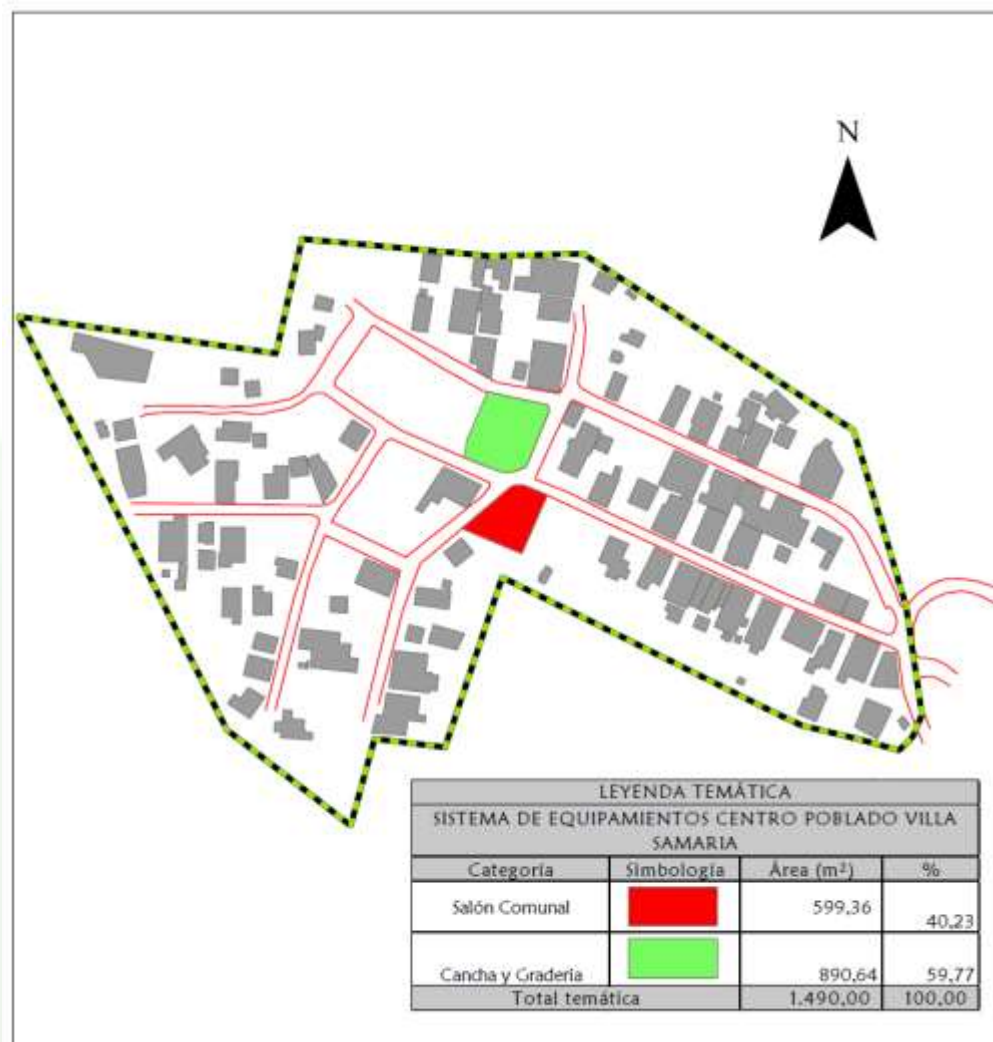 N
LEYENDA TEMÁTICA
SISTEMA DE EQUIPAMIENTOS CENTRO POBLADO VILLA
SAMARIA
Categoría Simbología Área (m²) %
Salón Comunal 599,36 40,23
Cancha y Gradería 890,64 59,77
Total temática 1.490,00 100,00